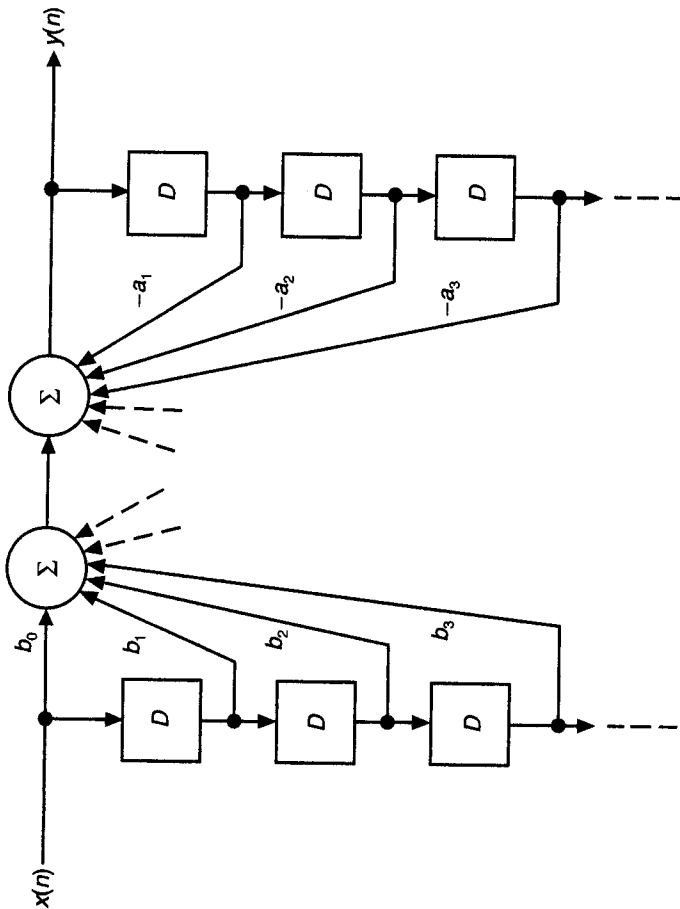 x(n)
b₀
Σ
Σ
y(n)
D
b₁
-a₁
D
D
b₂
-a₂
D
D
b₃
-a₃
D